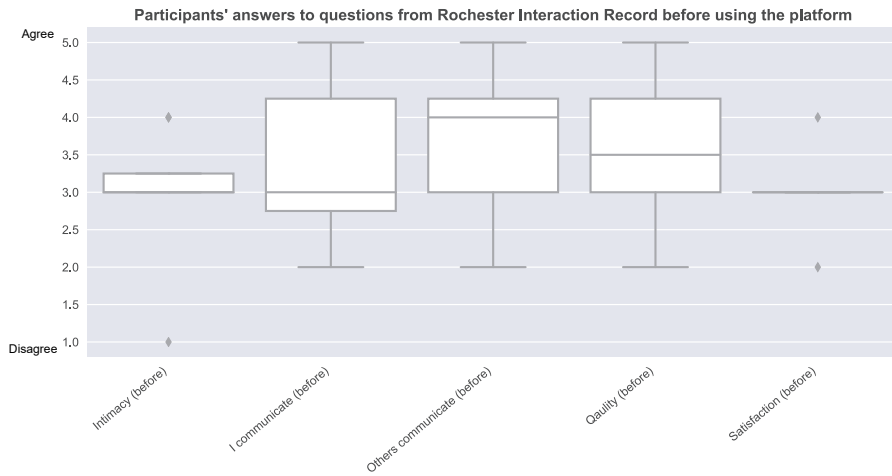 Participants' answers to questions from Rochester Interaction Record before using the platform
Agree
5.0
4.5
4.0
3.5
3.0
2.5
2.0
1.5
1.0
Disagree
Intimacy (before)
I communicate (before)
Others communicate (before)
Qaulity (before)
Satisfaction (before)